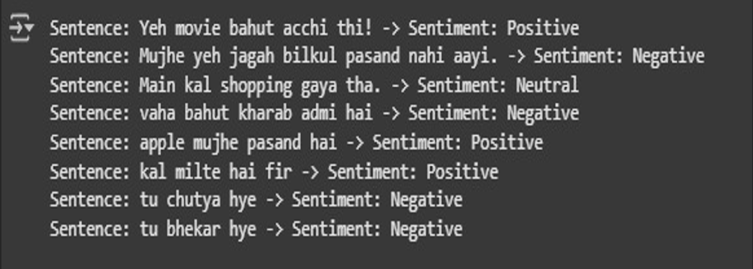 Sentence: Yeh movie bahut acchi thi! -> Sentiment: Positive
Sentence: Mujhe yeh jagah bilkul pasand nahi aayi. -> Sentiment: Negative
Sentence: Main kal shopping gaya tha. -> Sentiment: Neutral
Sentence: vaha bahut kharab admi hai -> Sentiment: Negative
Sentence: apple mujhe pasand hai -> Sentiment: Positive
Sentence: kal milte hai fir -> Sentiment: Positive
Sentence: tu chutya hye -> Sentiment: Negative
Sentence: tu bhekar hye -> Sentiment: Negative